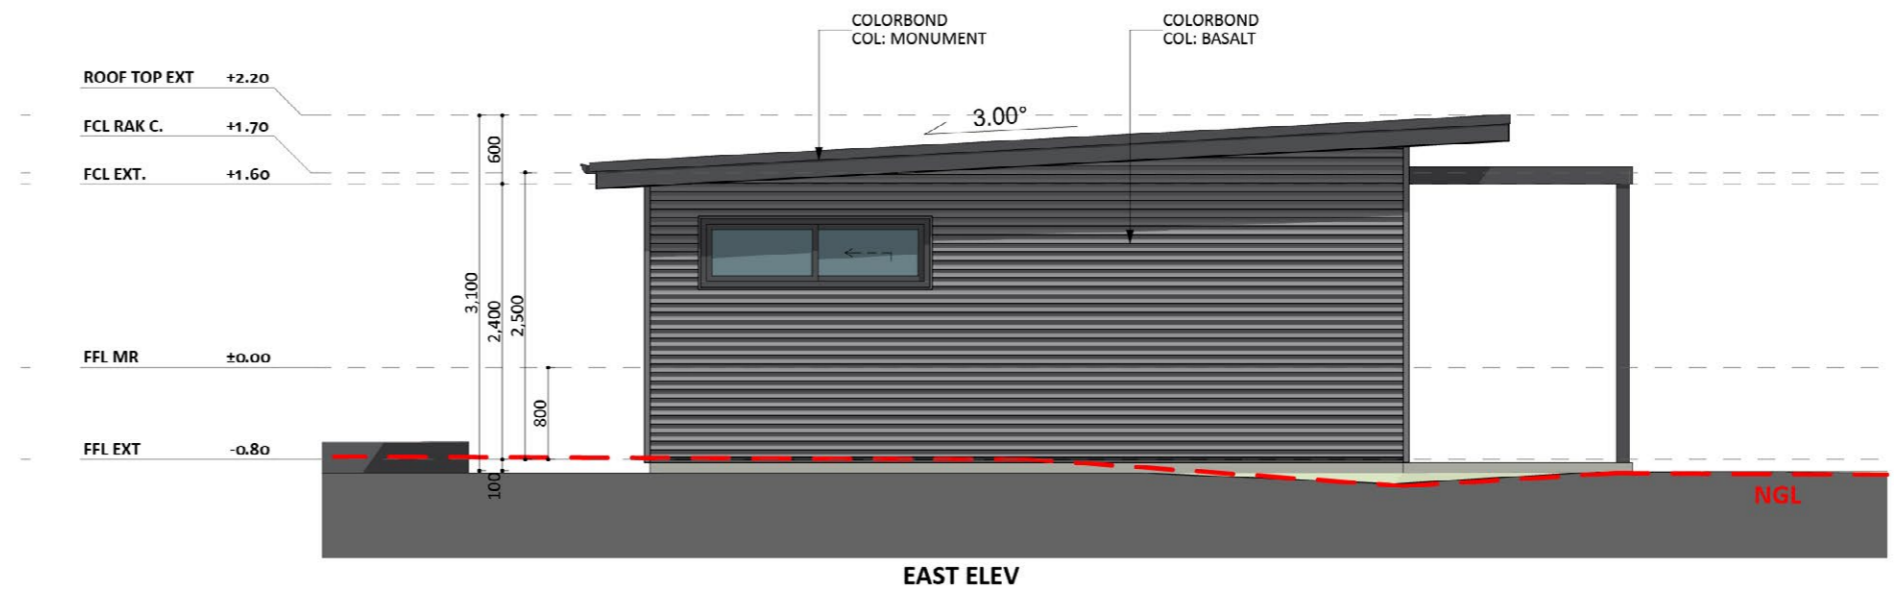 COLORBOND
COL: MONUMENT
COLORBOND
COL: BASALT
ROOF TOP EXT +2.20
FCL RAK C. +1.70
FCL EXT. +1.60
3.00°
600
3,100
2,400
2,500
FFL MR ±0.00
800
FFL EXT -0.80
100
NGL
EAST ELEV